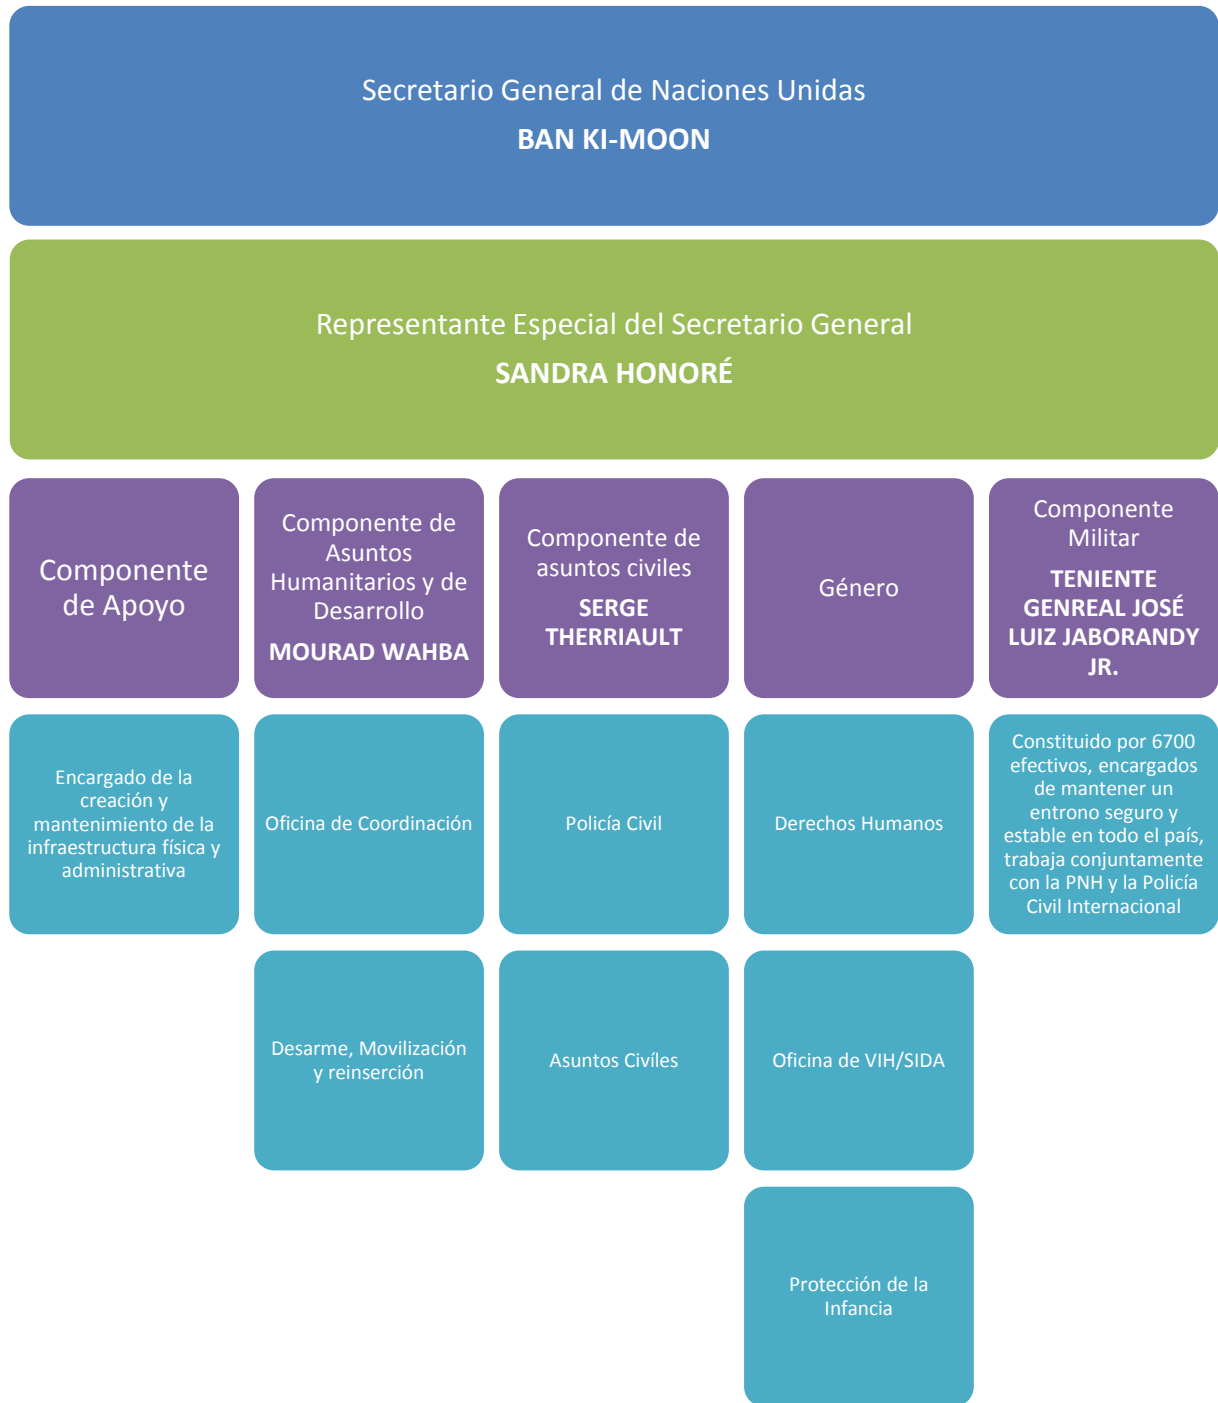 Secretario General de Naciones Unidas
BAN KI-MOON
Representante Especial del Secretario General
SANDRA HONORÉ
Componente
de Apoyo
Componente de
Asuntos
Humanitarios y de
Desarrollo
MOURAD WAHBA
Componente de
asuntos civiles
SERGE
THERRIAULT
Género
Componente
Militar
TENIENTE
GENREAL JOSÉ
LUIZ JABORANDY
JR.
Encargado de la
creación y
mantenimiento de la
infraestructura física y
administrativa
Oficina de Coordinación
Policía Civil
Derechos Humanos
Constituido por 6700
efectivos, encargados
de mantener un
entrono seguro y
estable en todo el país,
trabaja conjuntamente
con la PNH y la Policía
Civil Internacional
Desarme, Movilización
y reinserción
Asuntos Civíles
Oficina de VIH/SIDA
Protección de la
Infancia